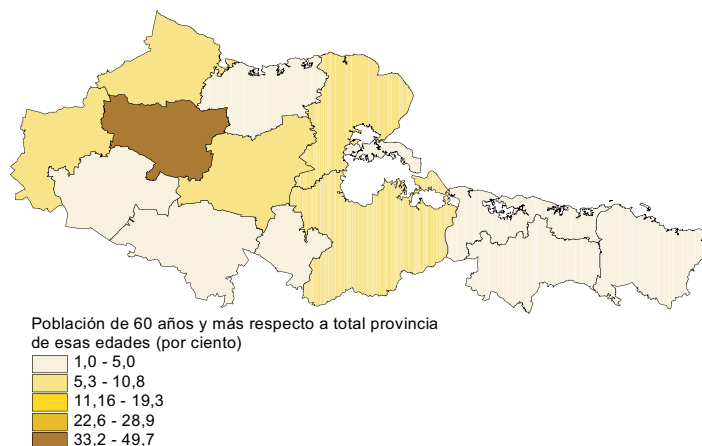 Población de 60 años y más respecto a total provincia
de esas edades (por ciento)
1,0 - 5,0
5,3 - 10,8
11,16 - 19,3
22,6 - 28,9
33,2 - 49,7